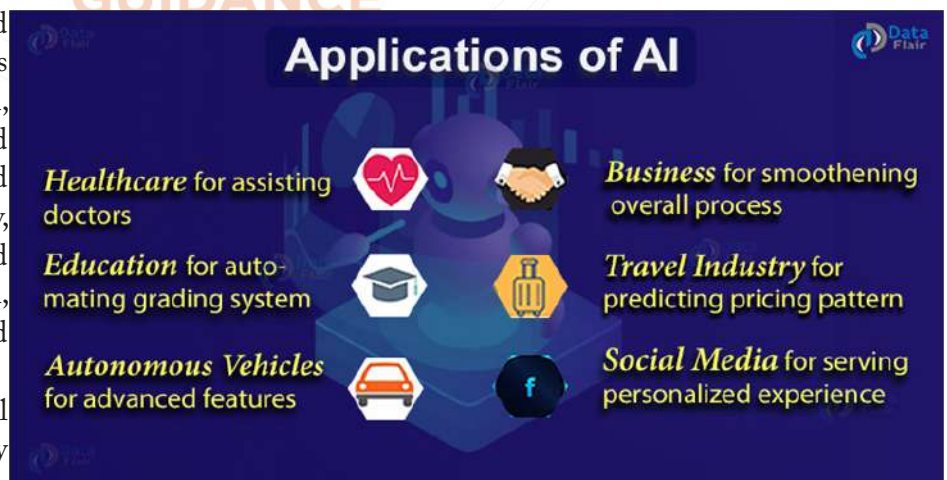 GUIDANCE
Data
Flair
Applications of AI
Data
Flair
Healthcare for assisting
doctors
Education for auto-
mating grading system
Autonomous Vehicles
for advanced features
Business for smoothening
overall process
Travel Industry for
predicting pricing pattern
f
Social Media for serving
personalized experience